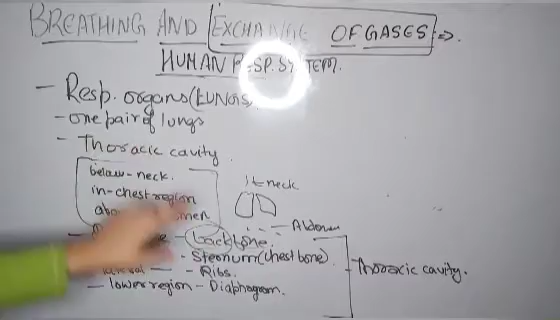 BREATHING AND EXCHANGE OF GASES ⇒.
HUMAN RESP. SYSTEM.
- Resp. organs (LUNGS)
- one pair of lungs
- Thoracic cavity.
below - neck.
in - chest region
neck
- backbone.
- Sternum (chest bone)
- Ribs.
- lower region - Diaphragm.
Thoracic cavity.